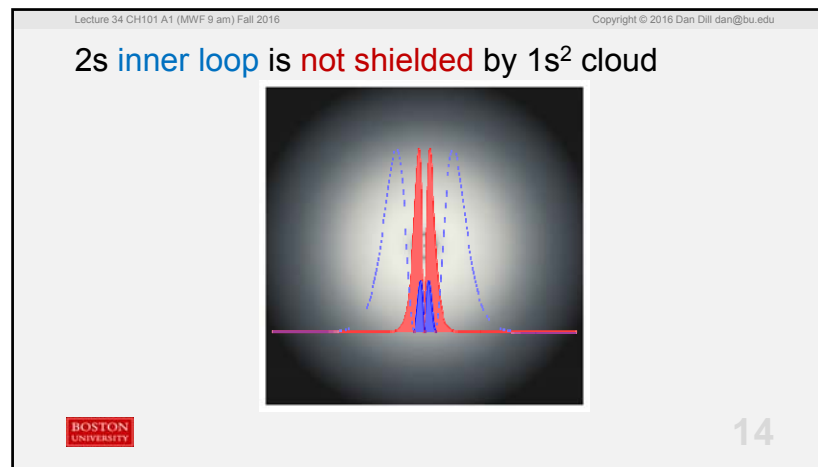 Lecture 34 CH101 A1 (MWF 9 am) Fall 2016
Copyright © 2016 Dan Dill dan@bu.edu
2s inner loop is not shielded by 1s² cloud
BOSTON
UNIVERSITY
14